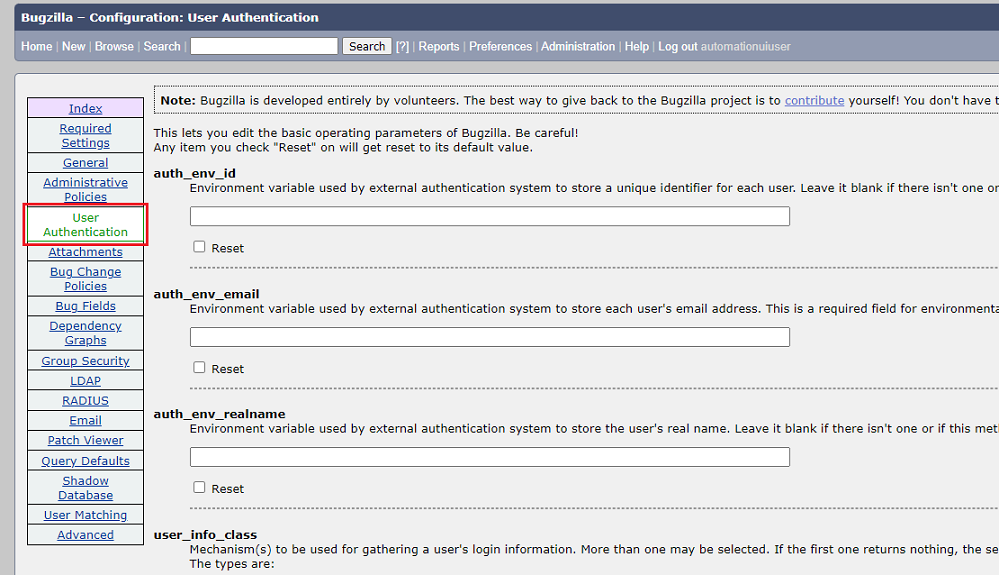 Bugzilla – Configuration: User Authentication
Home | New | Browse | Search | Search [?] | Reports | Preferences | Administration | Help | Log out automationuiuser
Index
Required
Settings
General
Administrative
Policies
User
Authentication
Attachments
Bug Change
Policies
Bug Fields
Dependency
Graphs
Group Security
LDAP
RADIUS
Email
Patch Viewer
Query Defaults
Shadow
Database
User Matching
Advanced
Note: Bugzilla is developed entirely by volunteers. The best way to give back to the Bugzilla project is to contribute yourself! You don't have t
This lets you edit the basic operating parameters of Bugzilla. Be careful!
Any item you check "Reset" on will get reset to its default value.
auth_env_id
Environment variable used by external authentication system to store a unique identifier for each user. Leave it blank if there isn't one or
Reset
auth_env_email
Environment variable used by external authentication system to store each user's email address. This is a required field for environmenta
Reset
auth_env_realname
Environment variable used by external authentication system to store the user's real name. Leave it blank if there isn't one or if this met
Reset
user_info_class
Mechanism(s) to be used for gathering a user's login information. More than one may be selected. If the first one returns nothing, the se
The types are: